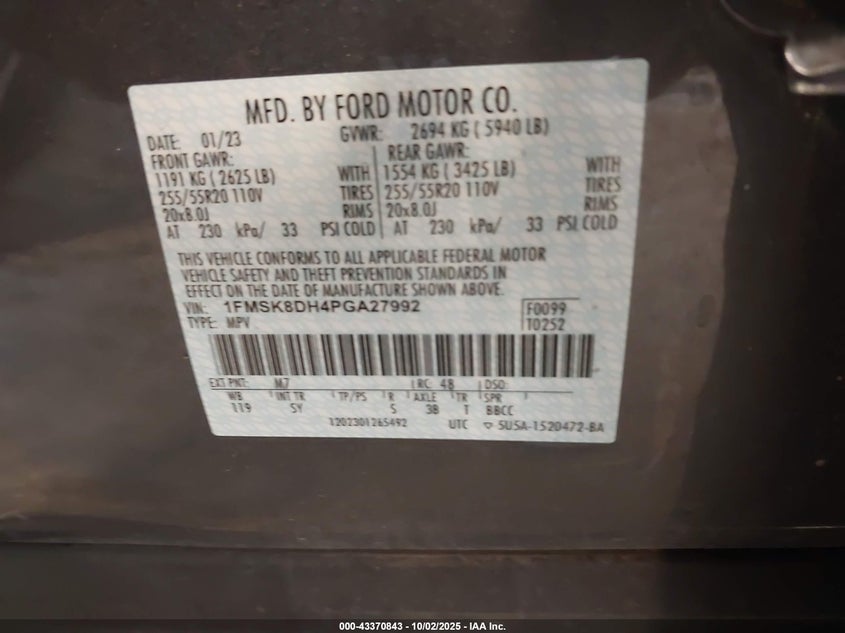 MFD. BY FORD MOTOR CO.
DATE: 01/23 GVWR: 2694 KG ( 5940 LB)
FRONT GAWR: REAR GAWR:
1191 KG ( 2625 LB) WITH 1554 KG ( 3425 LB) WITH
255/55R20 110V TIRES 255/55R20 110V TIRES
20x8.0J RIMS 20x8.0J RIMS
AT 230 kPa/ 33 PSI COLD AT 230 kPa/ 33 PSI COLD
THIS VEHICLE CONFORMS TO ALL APPLICABLE FEDERAL MOTOR
VEHICLE SAFETY AND THEFT PREVENTION STANDARDS IN
EFFECT ON THE DATE OF MANUFACTURE SHOWN ABOVE.
VIN: 1FMSK8DH4PGA27992 F0099
TYPE: MPV T0252
EXT PNT: M7 RC: 48 DSO:
WB INT TR TP/PS R AXLE TR SPR
119 SY S 3B T BBCC
1202301265492 UTC ▽ 5U5A-1520472-BA
000-43370843 - 10/02/2025 - IAA Inc.